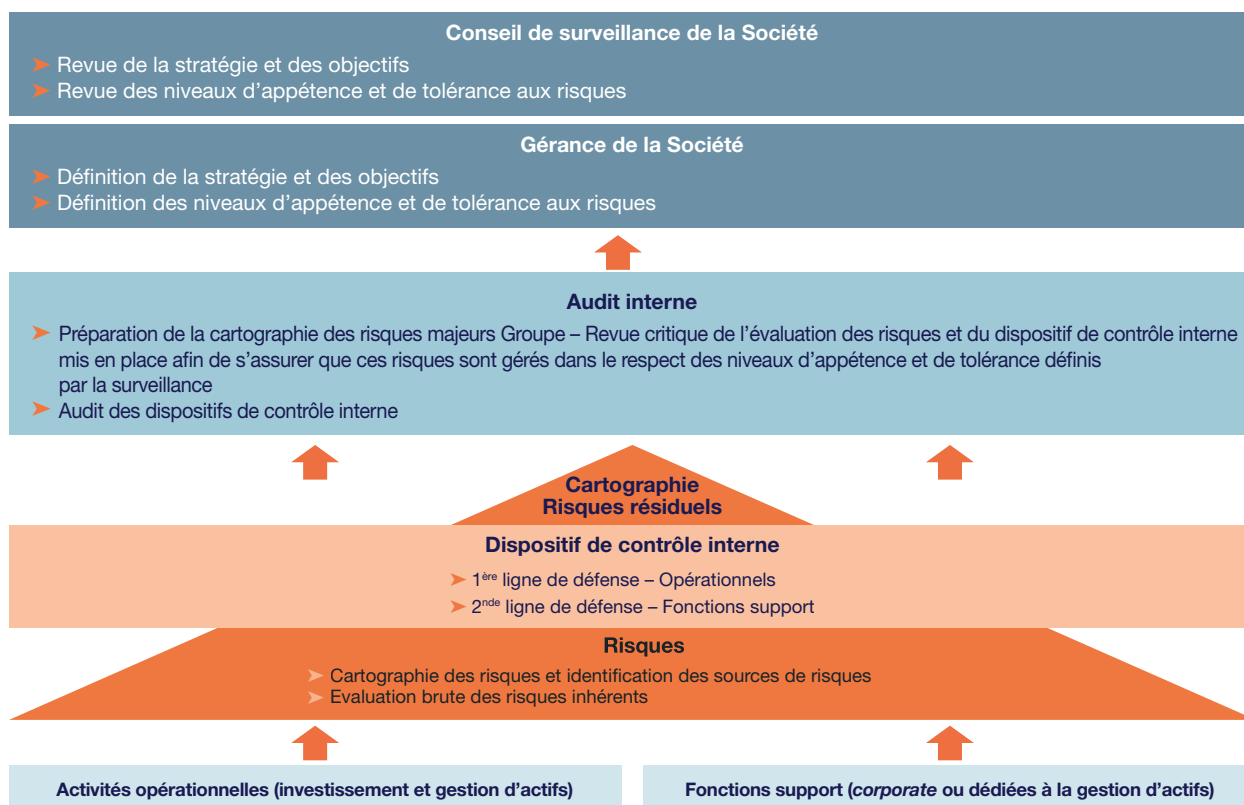 Conseil de surveillance de la Société
➤ Revue de la stratégie et des objectifs
➤ Revue des niveaux d'appétence et de tolérance aux risques
Gérance de la Société
➤ Définition de la stratégie et des objectifs
➤ Définition des niveaux d'appétence et de tolérance aux risques
Audit interne
➤ Préparation de la cartographie des risques majeurs Groupe – Revue critique de l'évaluation des risques et du dispositif de contrôle interne
mis en place afin de s'assurer que ces risques sont gérés dans le respect des niveaux d'appétence et de tolérance définis
par la surveillance
➤ Audit des dispositifs de contrôle interne
Cartographie
Risques résiduels
Dispositif de contrôle interne
➤ 1ère ligne de défense – Opérationnels
➤ 2nde ligne de défense – Fonctions support
Risques
➤ Cartographie des risques et identification des sources de risques
➤ Evaluation brute des risques inhérents
Activités opérationnelles (investissement et gestion d'actifs)
Fonctions support (corporate ou dédiées à la gestion d'actifs)